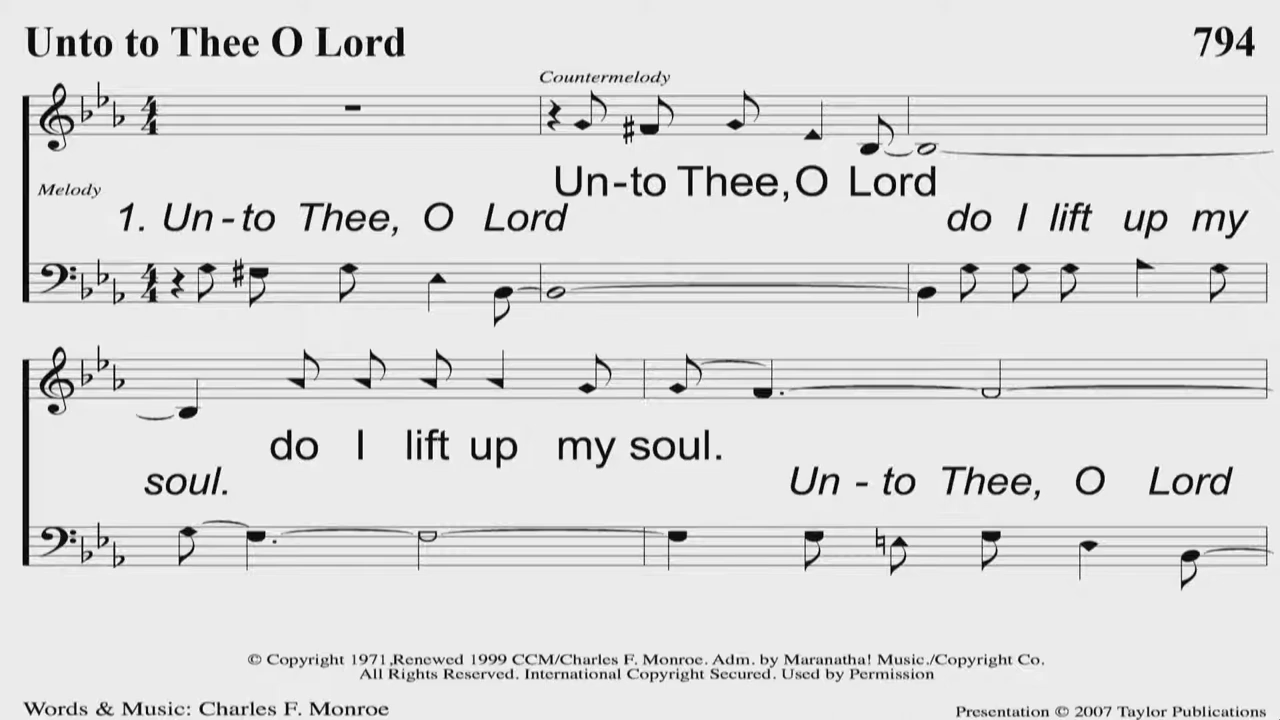 Unto to Thee O Lord 794
Countermelody
Un-to Thee, O Lord
Melody
1. Un-to Thee, O Lord do I lift up my
do I lift up my soul.
soul. Un - to Thee, O Lord
© Copyright 1971,Renewed 1999 CCM/Charles F. Monroe. Adm. by Maranatha! Music./Copyright Co.
All Rights Reserved. International Copyright Secured. Used by Permission
Words & Music: Charles F. Monroe
Presentation © 2007 Taylor Publications